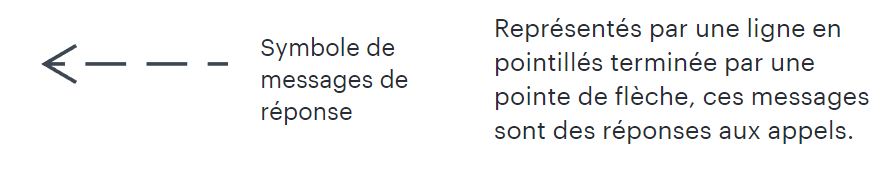 Symbole de
messages de
réponse
Représentés par une ligne en
pointillés terminée par une
pointe de flèche, ces messages
sont des réponses aux appels.